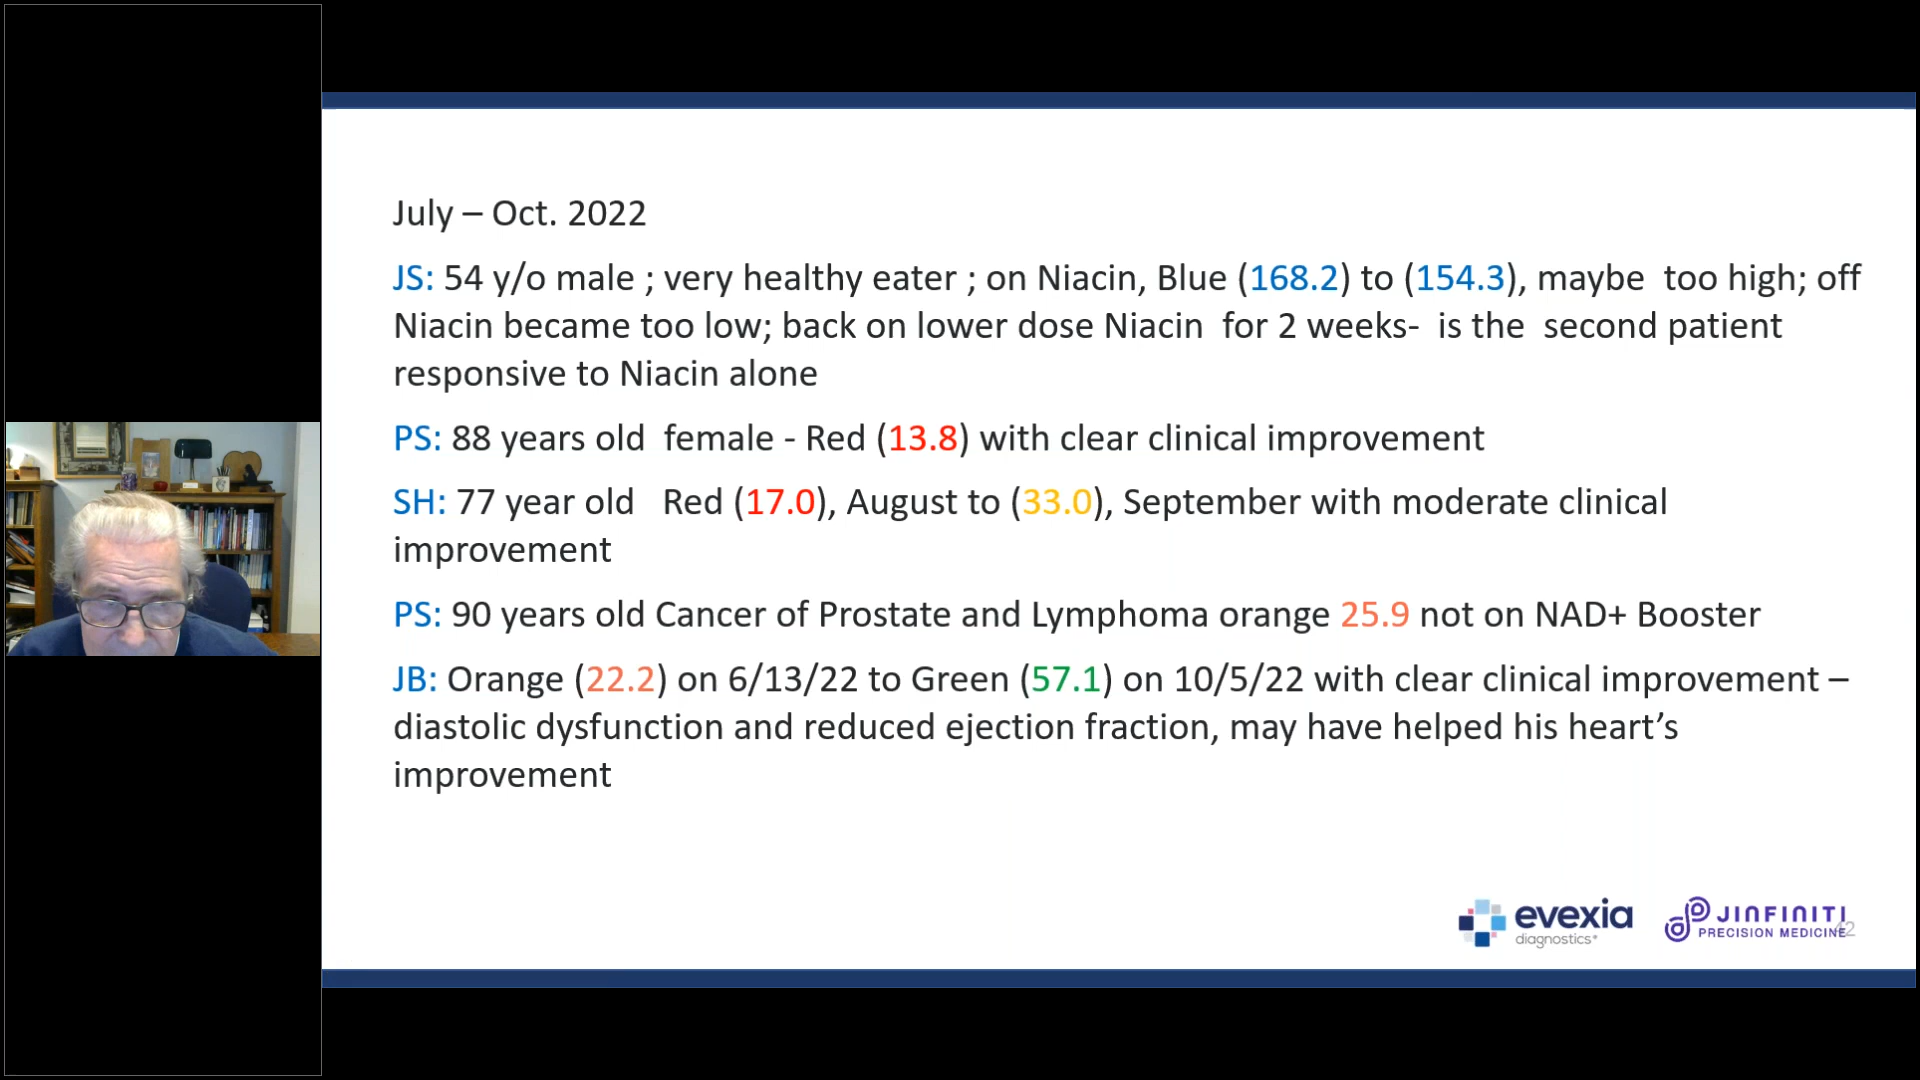 July – Oct. 2022
JS: 54 y/o male ; very healthy eater ; on Niacin, Blue (168.2) to (154.3), maybe too high; off
Niacin became too low; back on lower dose Niacin for 2 weeks- is the second patient
responsive to Niacin alone
PS: 88 years old female - Red (13.8) with clear clinical improvement
SH: 77 year old Red (17.0), August to (33.0), September with moderate clinical
improvement
PS: 90 years old Cancer of Prostate and Lymphoma orange 25.9 not on NAD+ Booster
JB: Orange (22.2) on 6/13/22 to Green (57.1) on 10/5/22 with clear clinical improvement –
diastolic dysfunction and reduced ejection fraction, may have helped his heart’s
improvement
evexia
diagnostics
JINFINITI
PRECISION MEDICINE
42